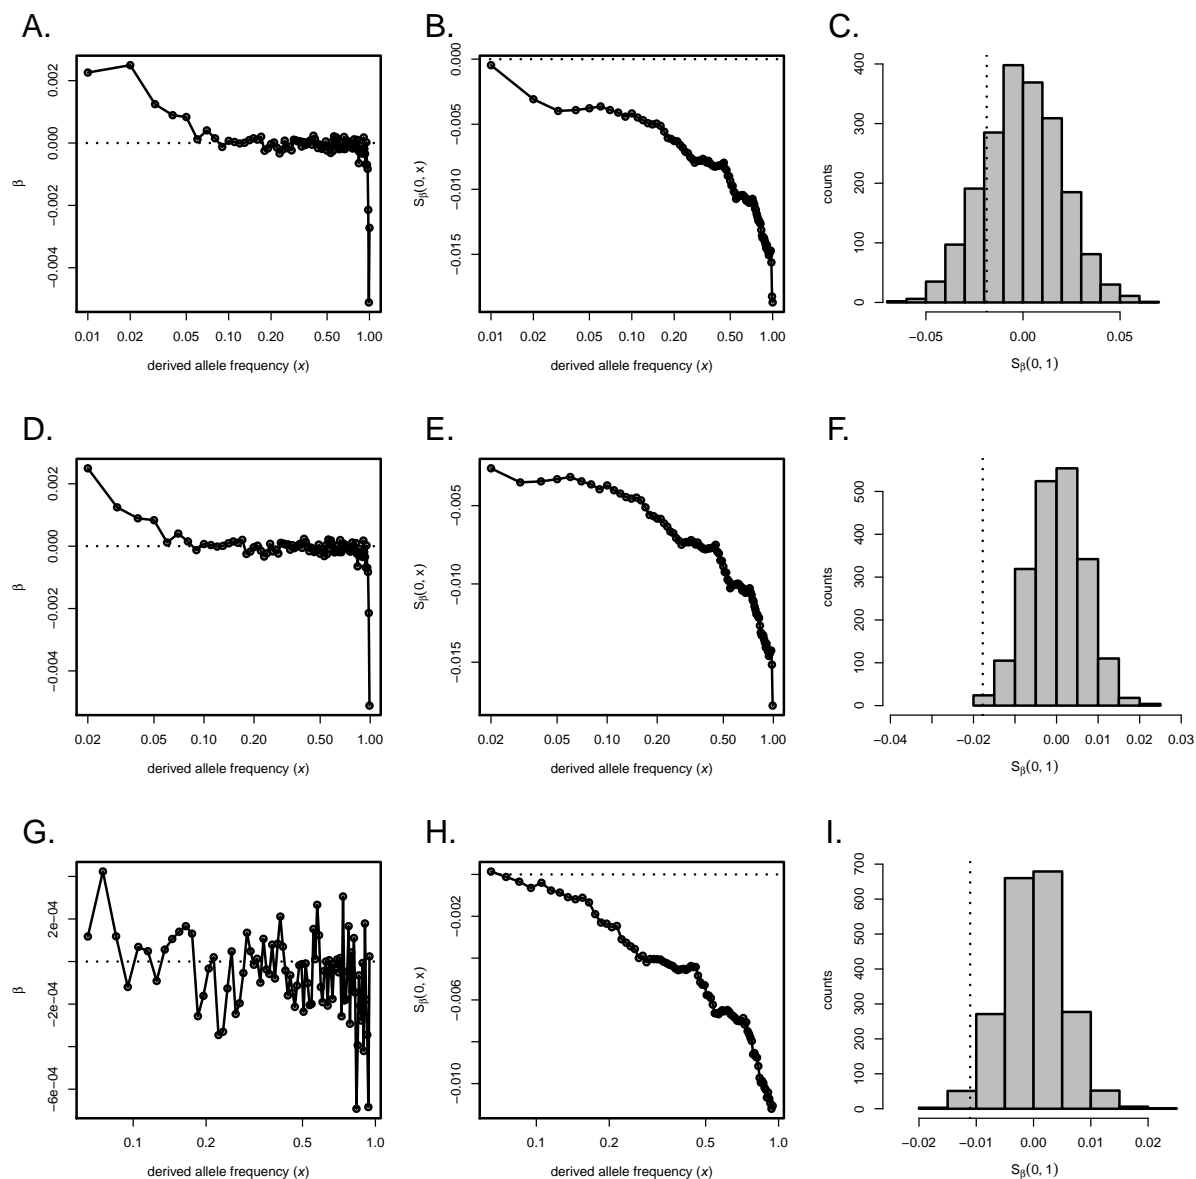 A.
B.
C.
β
0.002
0.000
−0.002
−0.004
0.01 0.02 0.05 0.10 0.20 0.50 1.00
derived allele frequency (x)
Sβ(0, x)
0.000
−0.005
−0.010
−0.015
0.01 0.02 0.05 0.10 0.20 0.50 1.00
derived allele frequency (x)
counts
400
300
200
100
0
−0.05 0.00 0.05
Sβ(0, 1)
D.
E.
F.
β
0.002
0.000
−0.002
−0.004
0.02 0.05 0.10 0.20 0.50 1.00
derived allele frequency (x)
Sβ(0, x)
−0.005
−0.010
−0.015
0.02 0.05 0.10 0.20 0.50 1.00
derived allele frequency (x)
counts
500
400
300
200
100
0
−0.04 −0.02 0.00 0.01 0.02 0.03
Sβ(0, 1)
G.
H.
I.
β
2e−04
−2e−04
−6e−04
0.1 0.2 0.5 1.0
derived allele frequency (x)
Sβ(0, x)
−0.002
−0.006
−0.010
0.1 0.2 0.5 1.0
derived allele frequency (x)
counts
700
600
500
400
300
200
100
0
−0.02 −0.01 0.00 0.01 0.02
Sβ(0, 1)